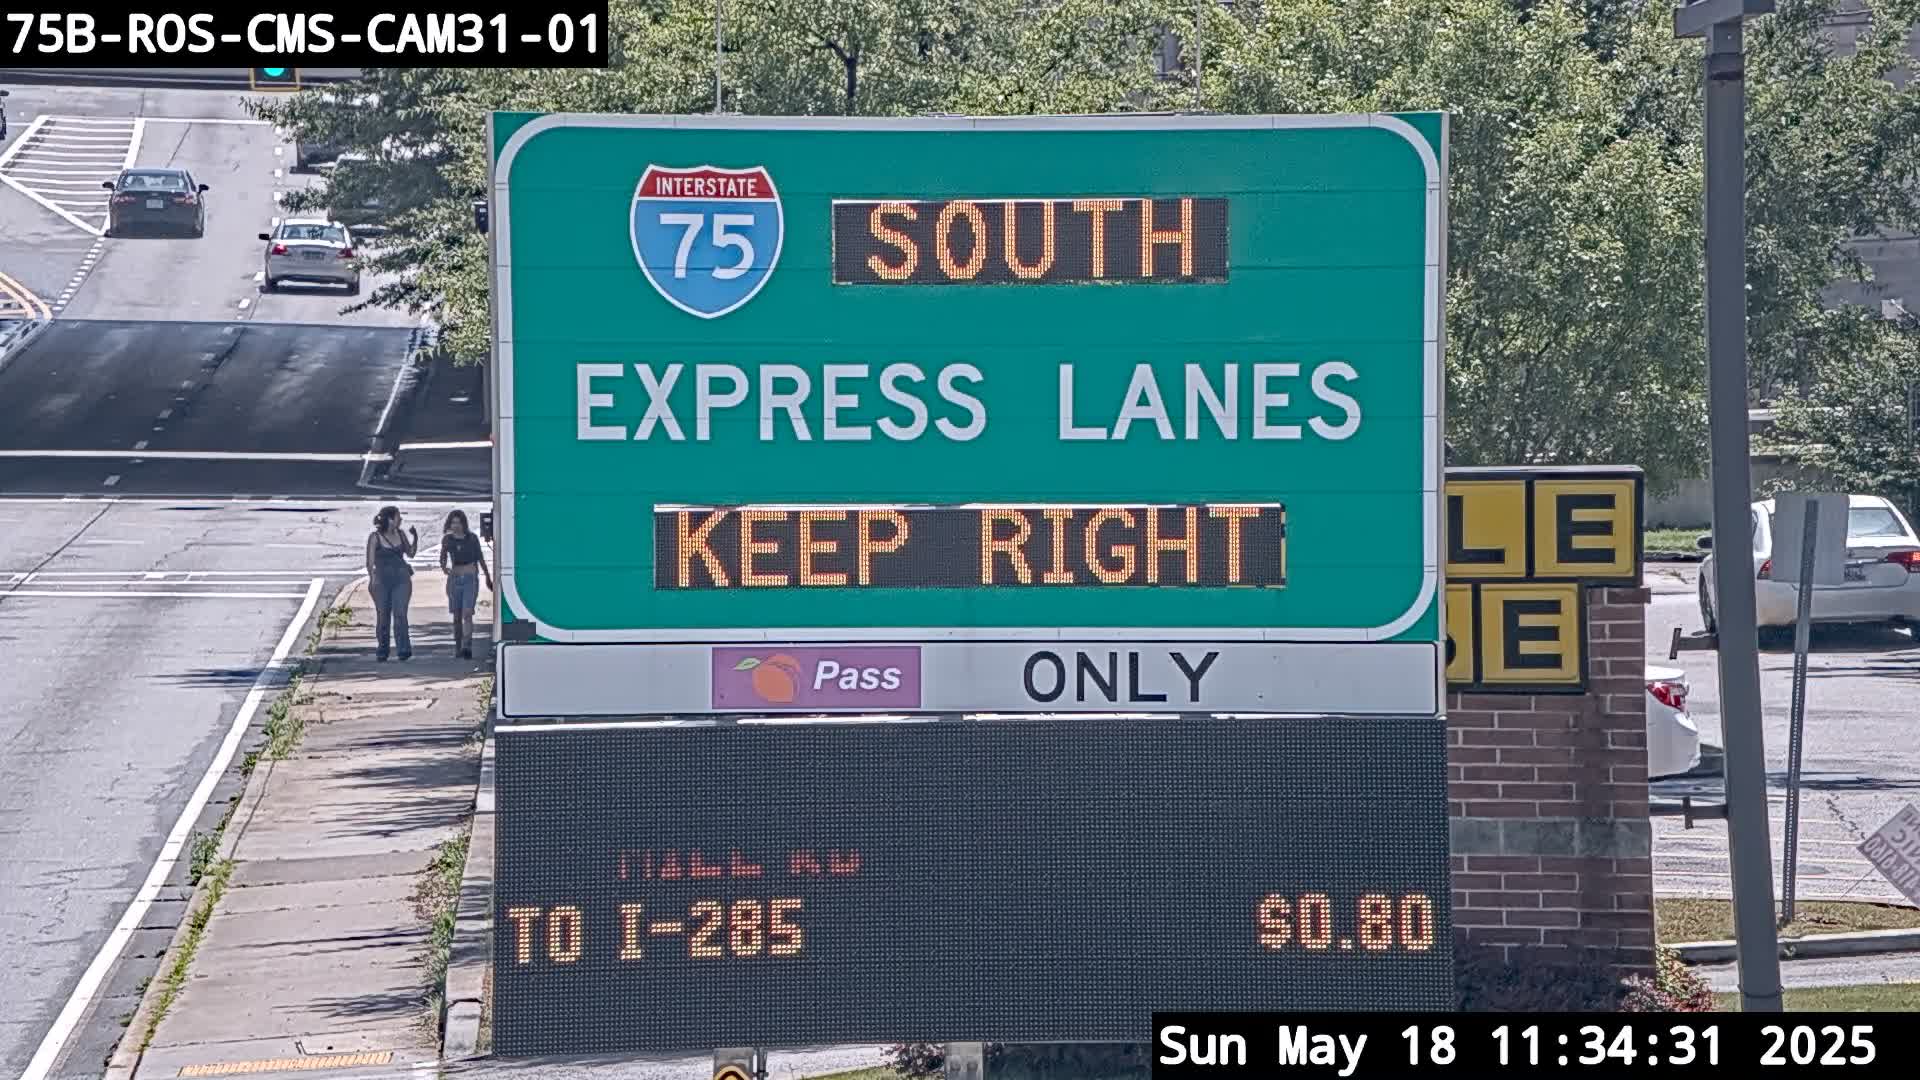 75B-ROS-CMS-CAM31-01
INTERSTATE
75
SOUTH
EXPRESS LANES
KEEP RIGHT
LE
E
Pass ONLY
TO I-285 $0.80
Sun May 18 11:34:31 2025